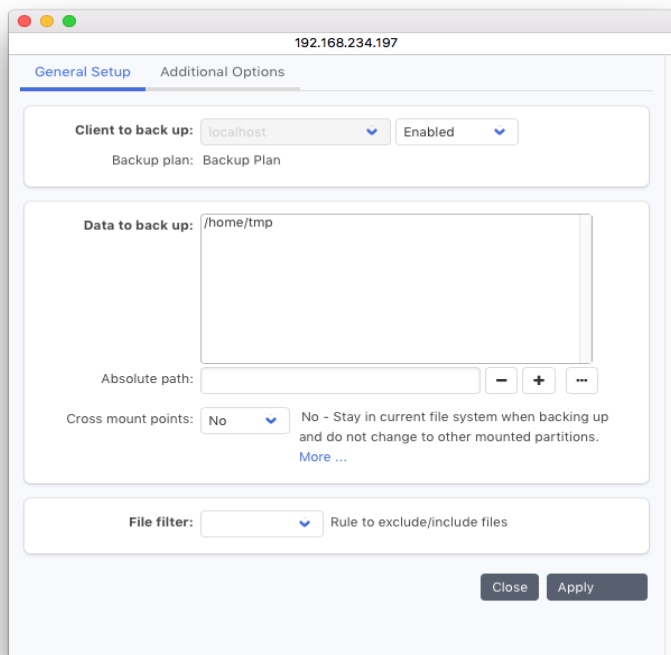 192.168.234.197
General Setup Additional Options
Client to back up: localhost Enabled
Backup plan: Backup Plan
Data to back up: /home/tmp
Absolute path:
Cross mount points: No No - Stay in current file system when backing up
and do not change to other mounted partitions.
More ...
File filter: Rule to exclude/include files
Close Apply